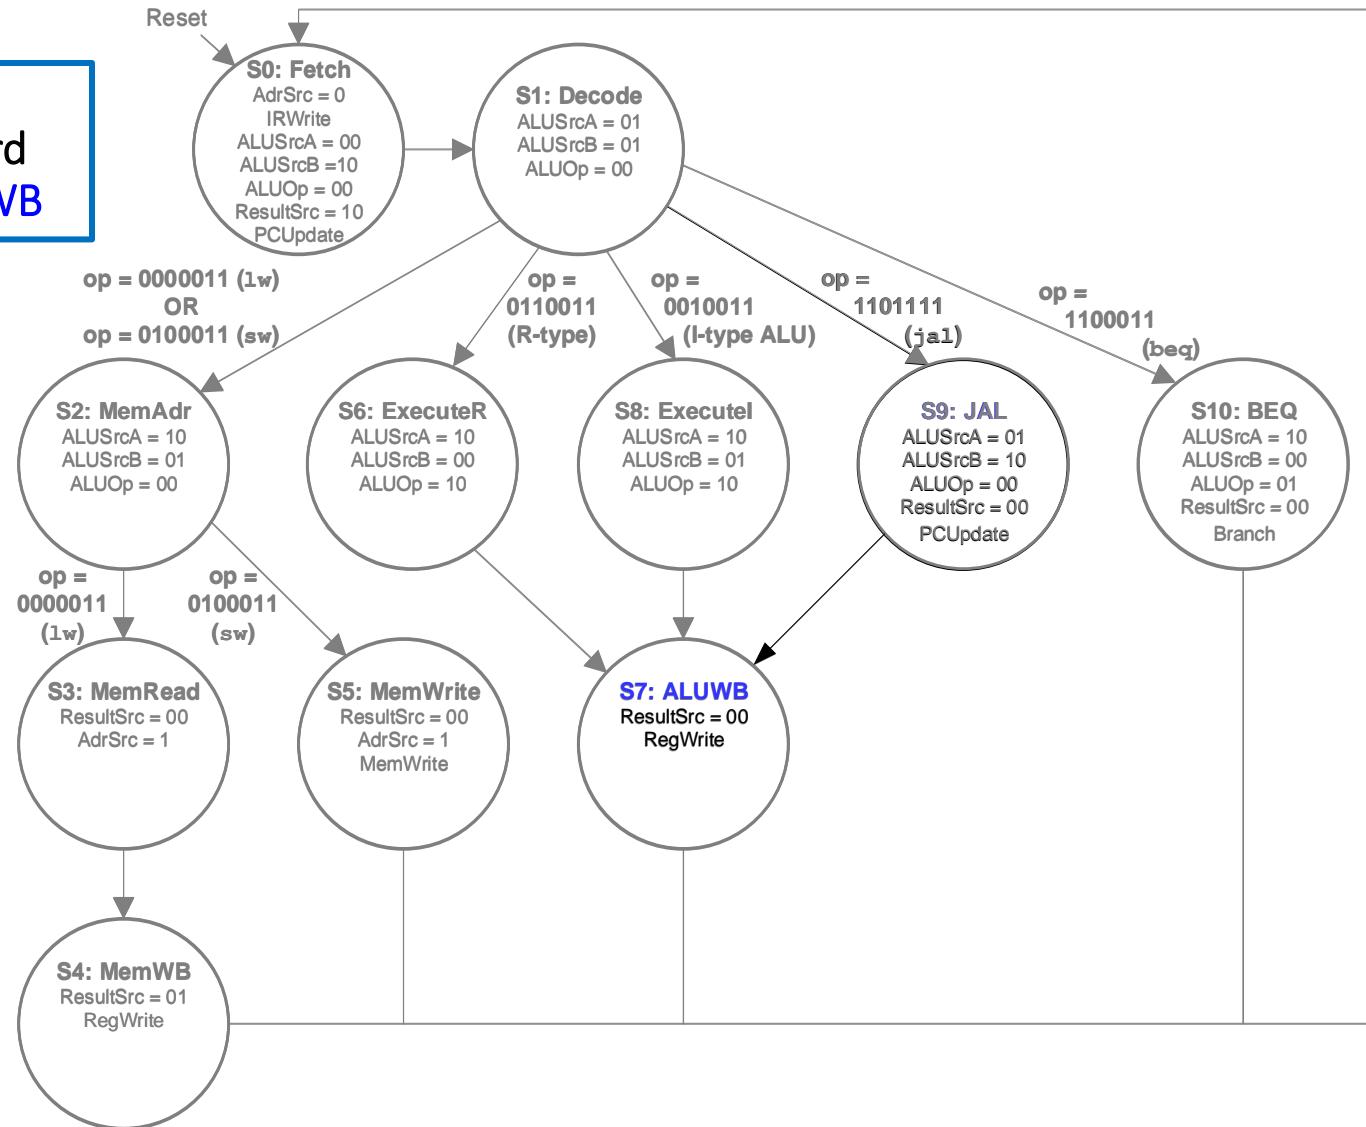 Reset
rd
WB
S0: Fetch
AdrSrc = 0
IRWrite
ALUSrcA = 00
ALUSrcB =10
ALUOp = 00
ResultSrc = 10
PCUpdate
S1: Decode
ALUSrcA = 01
ALUSrcB = 01
ALUOp = 00
op = 0000011 (lw)
OR
op = 0100011 (sw)
op =
0110011
(R-type)
op =
0010011
(I-type ALU)
op =
1101111
(jal)
op =
1100011
(beq)
S2: MemAdr
ALUSrcA = 10
ALUSrcB = 01
ALUOp = 00
S6: ExecuteR
ALUSrcA = 10
ALUSrcB = 00
ALUOp = 10
S8: ExecuteI
ALUSrcA = 10
ALUSrcB = 01
ALUOp = 10
S9: JAL
ALUSrcA = 01
ALUSrcB = 10
ALUOp = 00
ResultSrc = 00
PCUpdate
S10: BEQ
ALUSrcA = 10
ALUSrcB = 00
ALUOp = 01
ResultSrc = 00
Branch
op =
0000011
(lw)
op =
0100011
(sw)
S3: MemRead
ResultSrc = 00
AdrSrc = 1
S5: MemWrite
ResultSrc = 00
AdrSrc = 1
MemWrite
S7: ALUWB
ResultSrc = 00
RegWrite
S4: MemWB
ResultSrc = 01
RegWrite